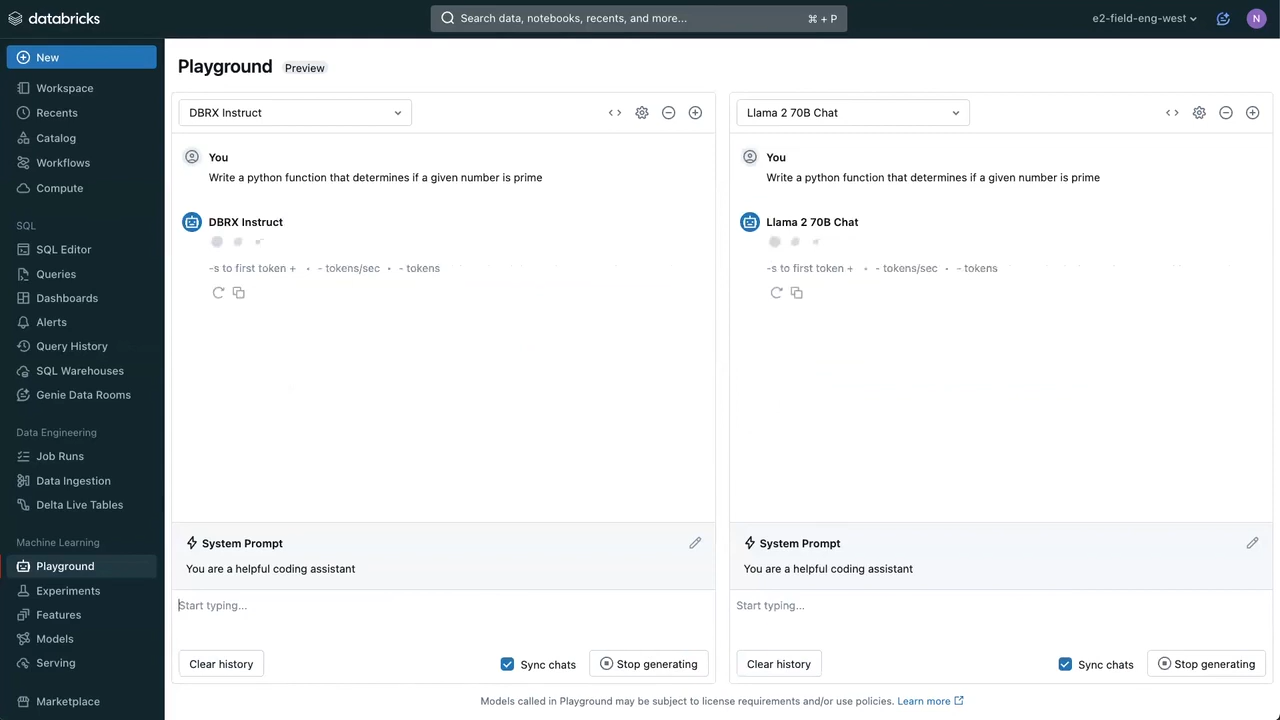 databricks
Search data, notebooks, recents, and more...
⌘ + P
e2-field-eng-west
N
New
Workspace
Recents
Catalog
Workflows
Compute
SQL
SQL Editor
Queries
Dashboards
Alerts
Query History
SQL Warehouses
Genie Data Rooms
Data Engineering
Job Runs
Data Ingestion
Delta Live Tables
Machine Learning
Playground
Experiments
Features
Models
Serving
Marketplace
Playground Preview
DBRX Instruct
You
Write a python function that determines if a given number is prime
DBRX Instruct
-s to first token + • - tokens/sec • - tokens
System Prompt
You are a helpful coding assistant
Start typing...
Clear history
Sync chats
Stop generating
Llama 2 70B Chat
You
Write a python function that determines if a given number is prime
Llama 2 70B Chat
-s to first token + • - tokens/sec • - tokens
System Prompt
You are a helpful coding assistant
Start typing...
Clear history
Sync chats
Stop generating
Models called in Playground may be subject to license requirements and/or use policies. Learn more